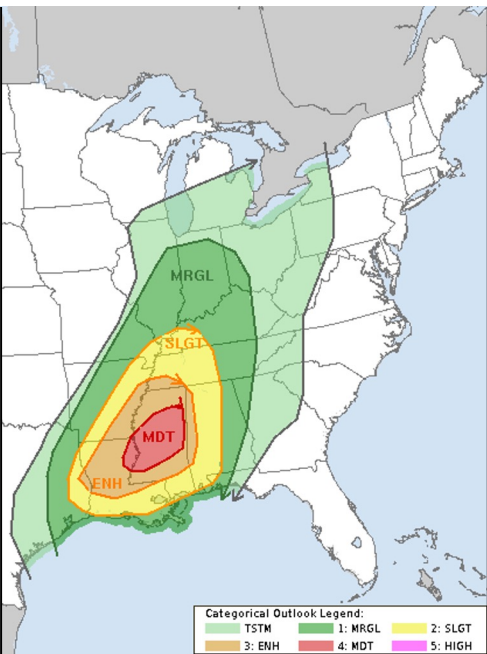 MRGL
SLGT
MDT
ENH
Categorical Outlook Legend:
TSTM 1: MRGL 2: SLGT
3: ENH 4: MDT 5: HIGH